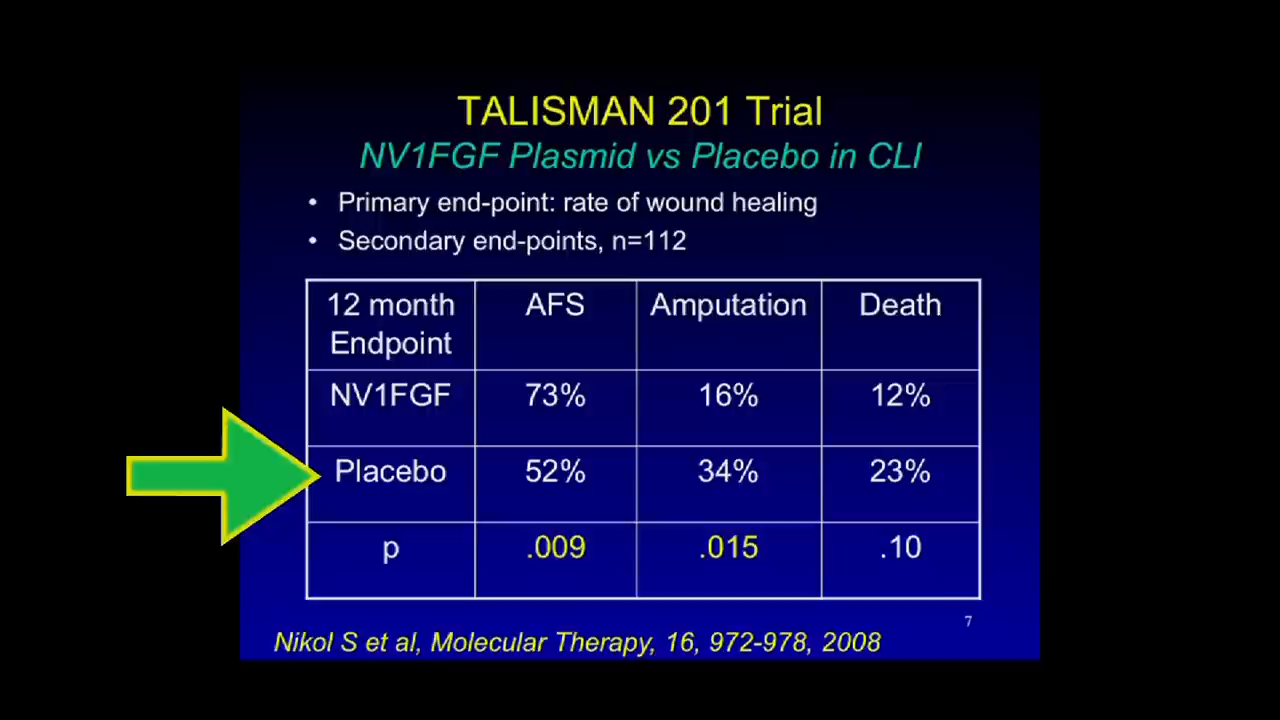 TALISMAN 201 Trial
NV1FGF Plasmid vs Placebo in CLI
• Primary end-point: rate of wound healing
• Secondary end-points, n=112
12 month Endpoint AFS Amputation Death
NV1FGF 73% 16% 12%
Placebo 52% 34% 23%
p .009 .015 .10
7
Nikol S et al, Molecular Therapy, 16, 972-978, 2008